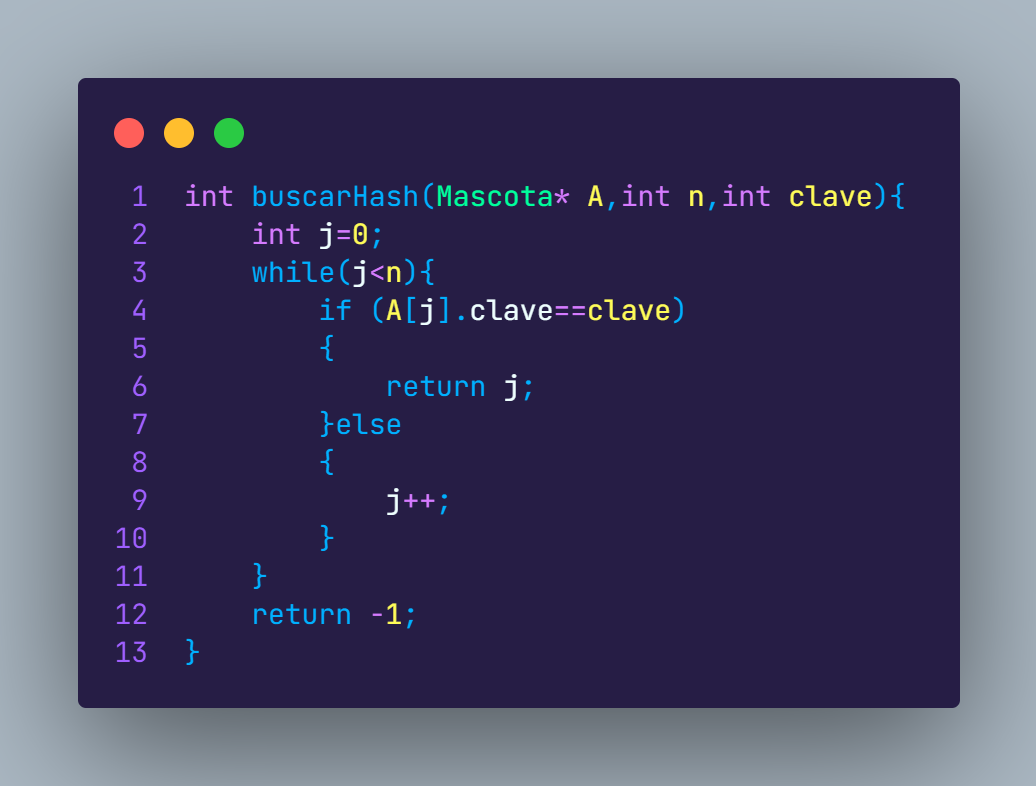 1 int buscarHash(Mascota* A,int n,int clave){
2     int j=0;
3     while(j<n){
4         if (A[j].clave==clave)
5         {
6             return j;
7         }else
8         {
9             j++;
10         }
11     }
12     return -1;
13 }